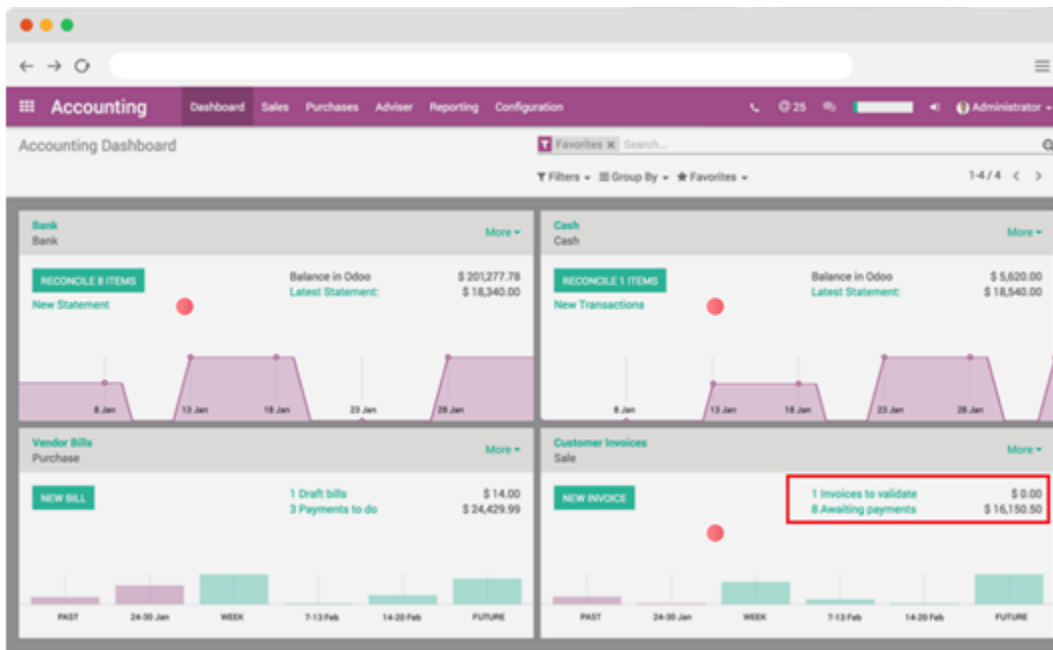 Accounting Dashboard Sales Purchases Adviser Reporting Configuration @ 25 Administrator
Accounting Dashboard
Favorites × Search...
Filters Group By Favorites 1-4 / 4
Bank
Bank
More
RECONCILE 8 ITEMS
New Statement
Balance in Odoo $ 201,277.78
Latest Statement: $ 18,340.00
8 Jan 13 Jan 18 Jan 23 Jan 28 Jan
Cash
Cash
More
RECONCILE 1 ITEMS
New Transactions
Balance in Odoo $ 5,620.00
Latest Statement: $ 18,540.00
8 Jan 13 Jan 18 Jan 23 Jan 28 Jan
Vendor Bills
Purchase
More
NEW BILL
1 Draft bills $ 14.00
3 Payments to do $ 24,429.99
PAST 24-30 Jan WEEK 7-13 Feb 14-20 Feb FUTURE
Customer Invoices
Sale
More
NEW INVOICE
1 Invoices to validate $ 0.00
8 Awaiting payments $ 16,150.50
PAST 24-30 Jan WEEK 7-13 Feb 14-20 Feb FUTURE